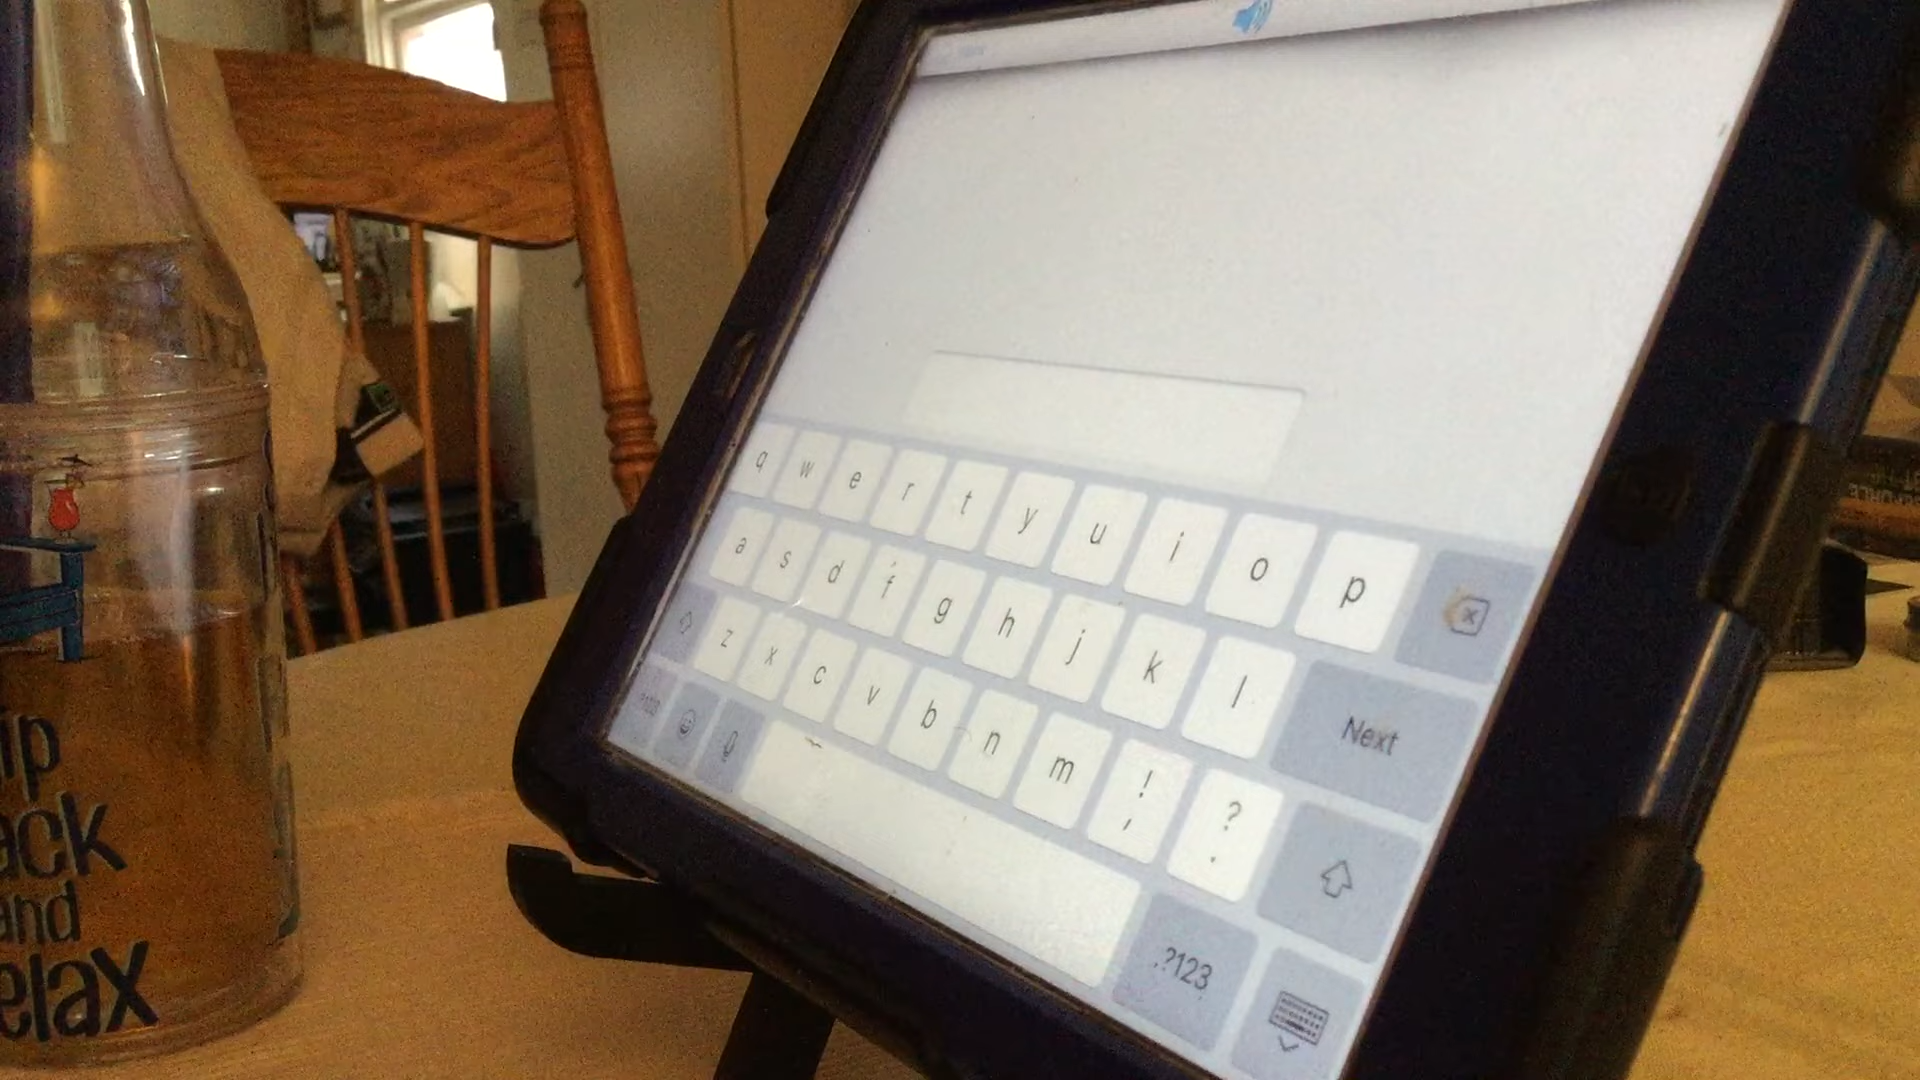 q w e r t y u i o p
a s d f g h j k l Next
z x c v b n m ! , ? .
.?123
ip
ack
and
elax